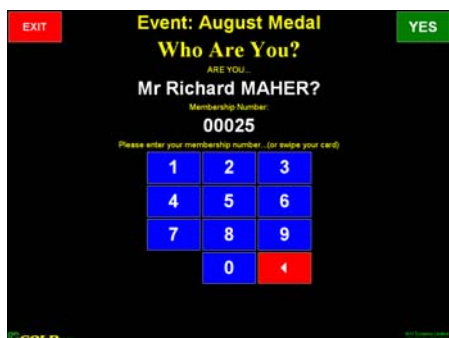 EXIT
Event: August Medal
YES
Who Are You?
ARE YOU...
Mr Richard MAHER?
Membership Number:
00025
Please enter your membership number...(or swipe your card)
1 2 3
4 5 6
7 8 9
0
GOLD